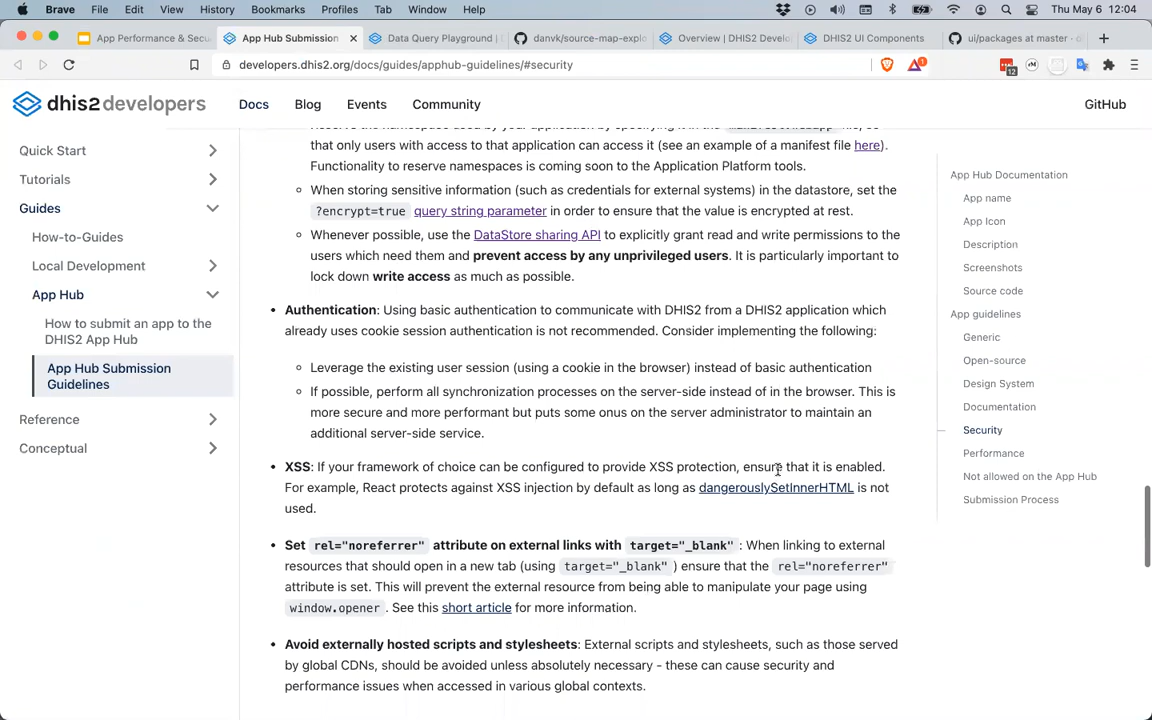 Brave File Edit View History Bookmarks Profiles Tab Window Help Thu May 6 12:04
App Performance & Secu
App Hub Submission
Data Query Playground |
danvk/source-map-explo
Overview | DHIS2 Develo
DHIS2 UI Components
ui/packages at master · d
developers.dhis2.org/docs/guides/apphub-guidelines/#security
1
12
dhis2developers Docs Blog Events Community GitHub
Quick Start
Tutorials
Guides
How-to-Guides
Local Development
App Hub
How to submit an app to the
DHIS2 App Hub
App Hub Submission
Guidelines
Reference
Conceptual
Reserve the namespace used by your application by specifying it in the manifest.webapp file, so
that only users with access to that application can access it (see an example of a manifest file here).
Functionality to reserve namespaces is coming soon to the Application Platform tools.
When storing sensitive information (such as credentials for external systems) in the datastore, set the
?encrypt=true query string parameter in order to ensure that the value is encrypted at rest.
Whenever possible, use the DataStore sharing API to explicitly grant read and write permissions to the
users which need them and prevent access by any unprivileged users. It is particularly important to
lock down write access as much as possible.
Authentication: Using basic authentication to communicate with DHIS2 from a DHIS2 application which
already uses cookie session authentication is not recommended. Consider implementing the following:
Leverage the existing user session (using a cookie in the browser) instead of basic authentication
If possible, perform all synchronization processes on the server-side instead of in the browser. This is
more secure and more performant but puts some onus on the server administrator to maintain an
additional server-side service.
XSS: If your framework of choice can be configured to provide XSS protection, ensure that it is enabled.
For example, React protects against XSS injection by default as long as dangerouslySetInnerHTML is not
used.
Set rel="noreferrer" attribute on external links with target="_blank" : When linking to external
resources that should open in a new tab (using target="_blank" ) ensure that the rel="noreferrer"
attribute is set. This will prevent the external resource from being able to manipulate your page using
window.opener . See this short article for more information.
Avoid externally hosted scripts and stylesheets: External scripts and stylesheets, such as those served
by global CDNs, should be avoided unless absolutely necessary - these can cause security and
performance issues when accessed in various global contexts.
App Hub Documentation
App name
App Icon
Description
Screenshots
Source code
App guidelines
Generic
Open-source
Design System
Documentation
Security
Performance
Not allowed on the App Hub
Submission Process